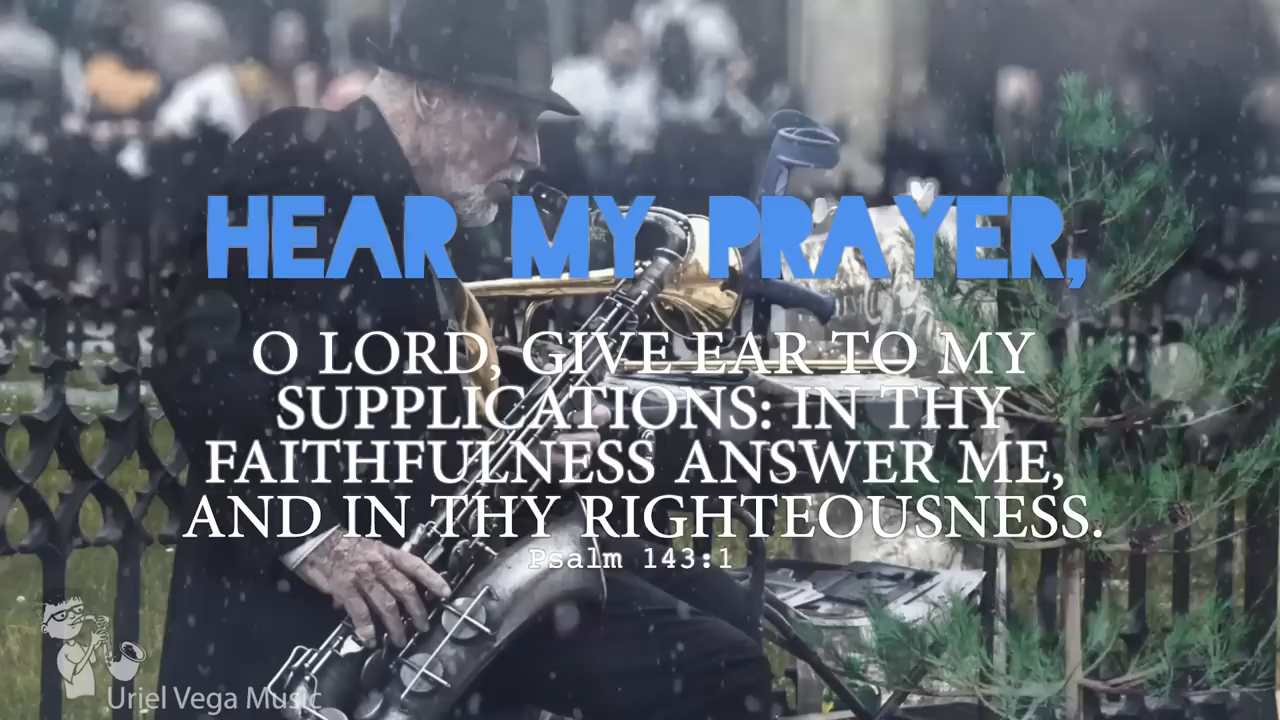 HEAR MY PRAYER,
O LORD, GIVE EAR TO MY
SUPPLICATIONS: IN THY
FAITHFULNESS ANSWER ME,
AND IN THY RIGHTEOUSNESS.
Psalm 143:1
Uriel Vega Music